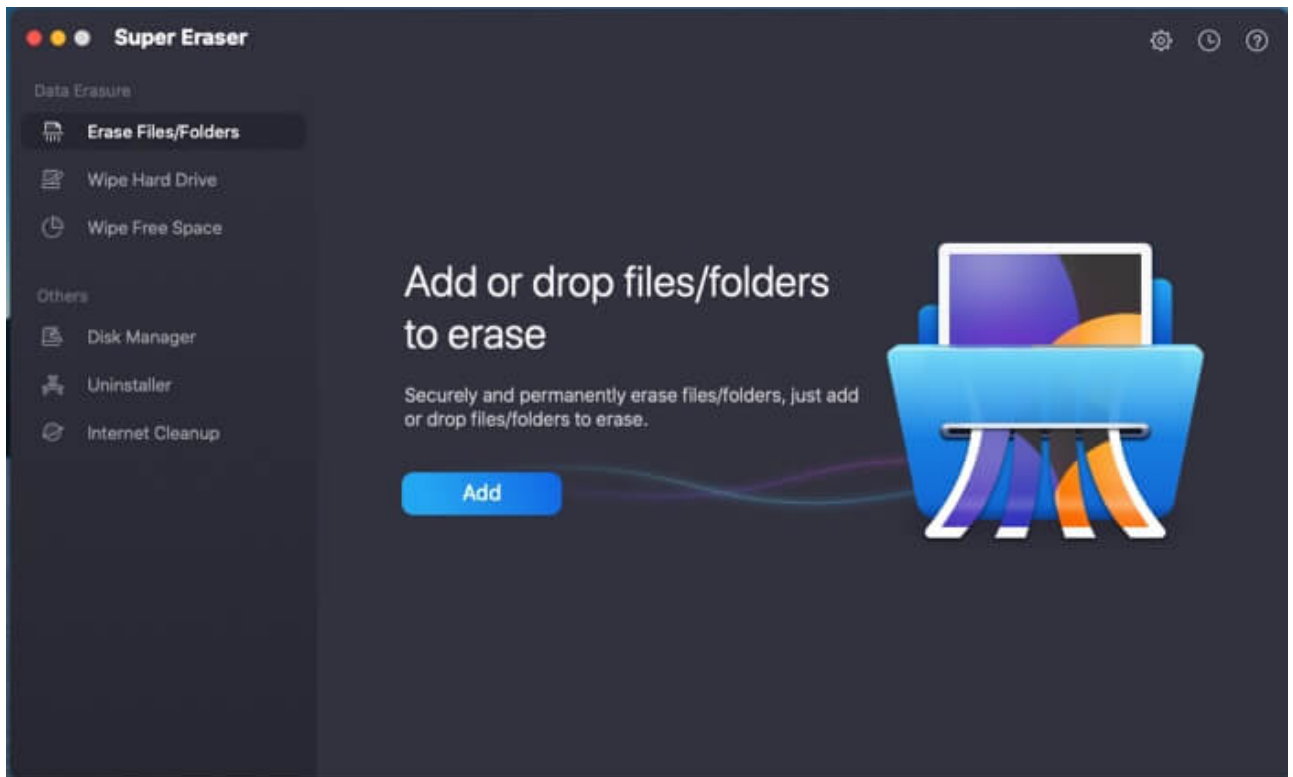 Super Eraser
Data Erasure
Erase Files/Folders
Wipe Hard Drive
Wipe Free Space
Others
Disk Manager
Uninstaller
Internet Cleanup
Add or drop files/folders
to erase
Securely and permanently erase files/folders, just add
or drop files/folders to erase.
Add